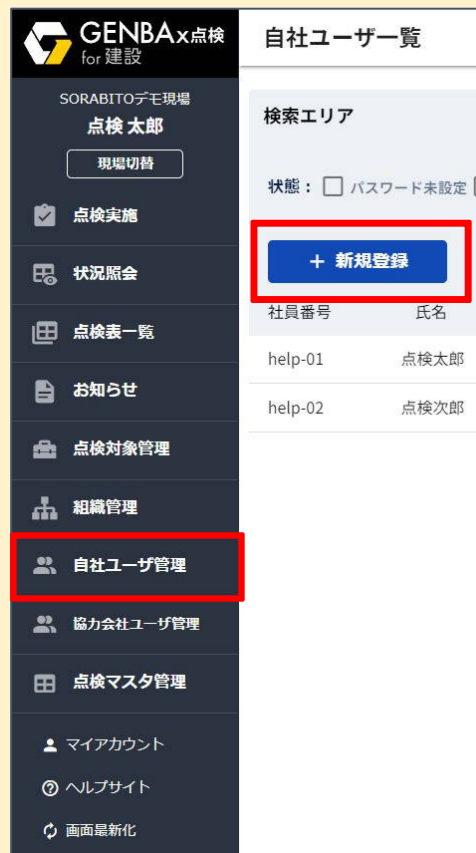 GENBAx点検
for 建設
SORABITOデモ現場
点検 太郎
現場切替
点検実施
状況照会
点検表一覧
お知らせ
点検対象管理
組織管理
自社ユーザ管理
協力会社ユーザ管理
点検マスタ管理
マイアカウント
ヘルプサイト
画面最新化
自社ユーザ一覧
検索エリア
状態： パスワード未設定
+ 新規登録
社員番号 氏名
help-01 点検太郎
help-02 点検次郎